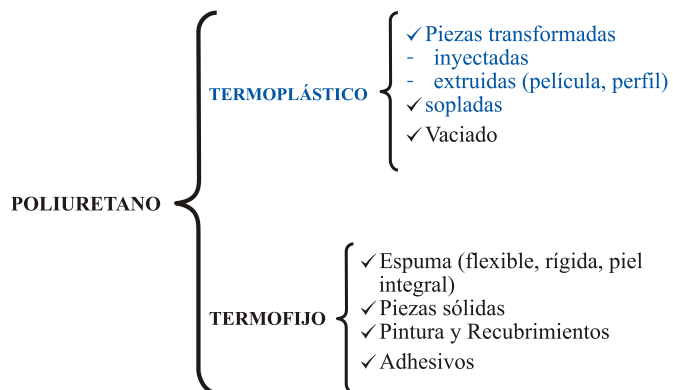 POLIURETANO
TERMOPLÁSTICO
✓ Piezas transformadas
- inyectadas
- extruidas (película, perfil)
✓ sopladas
✓ Vaciado
TERMOFIJO
✓ Espuma (flexible, rígida, piel
integral)
✓ Piezas sólidas
✓ Pintura y Recubrimientos
✓ Adhesivos